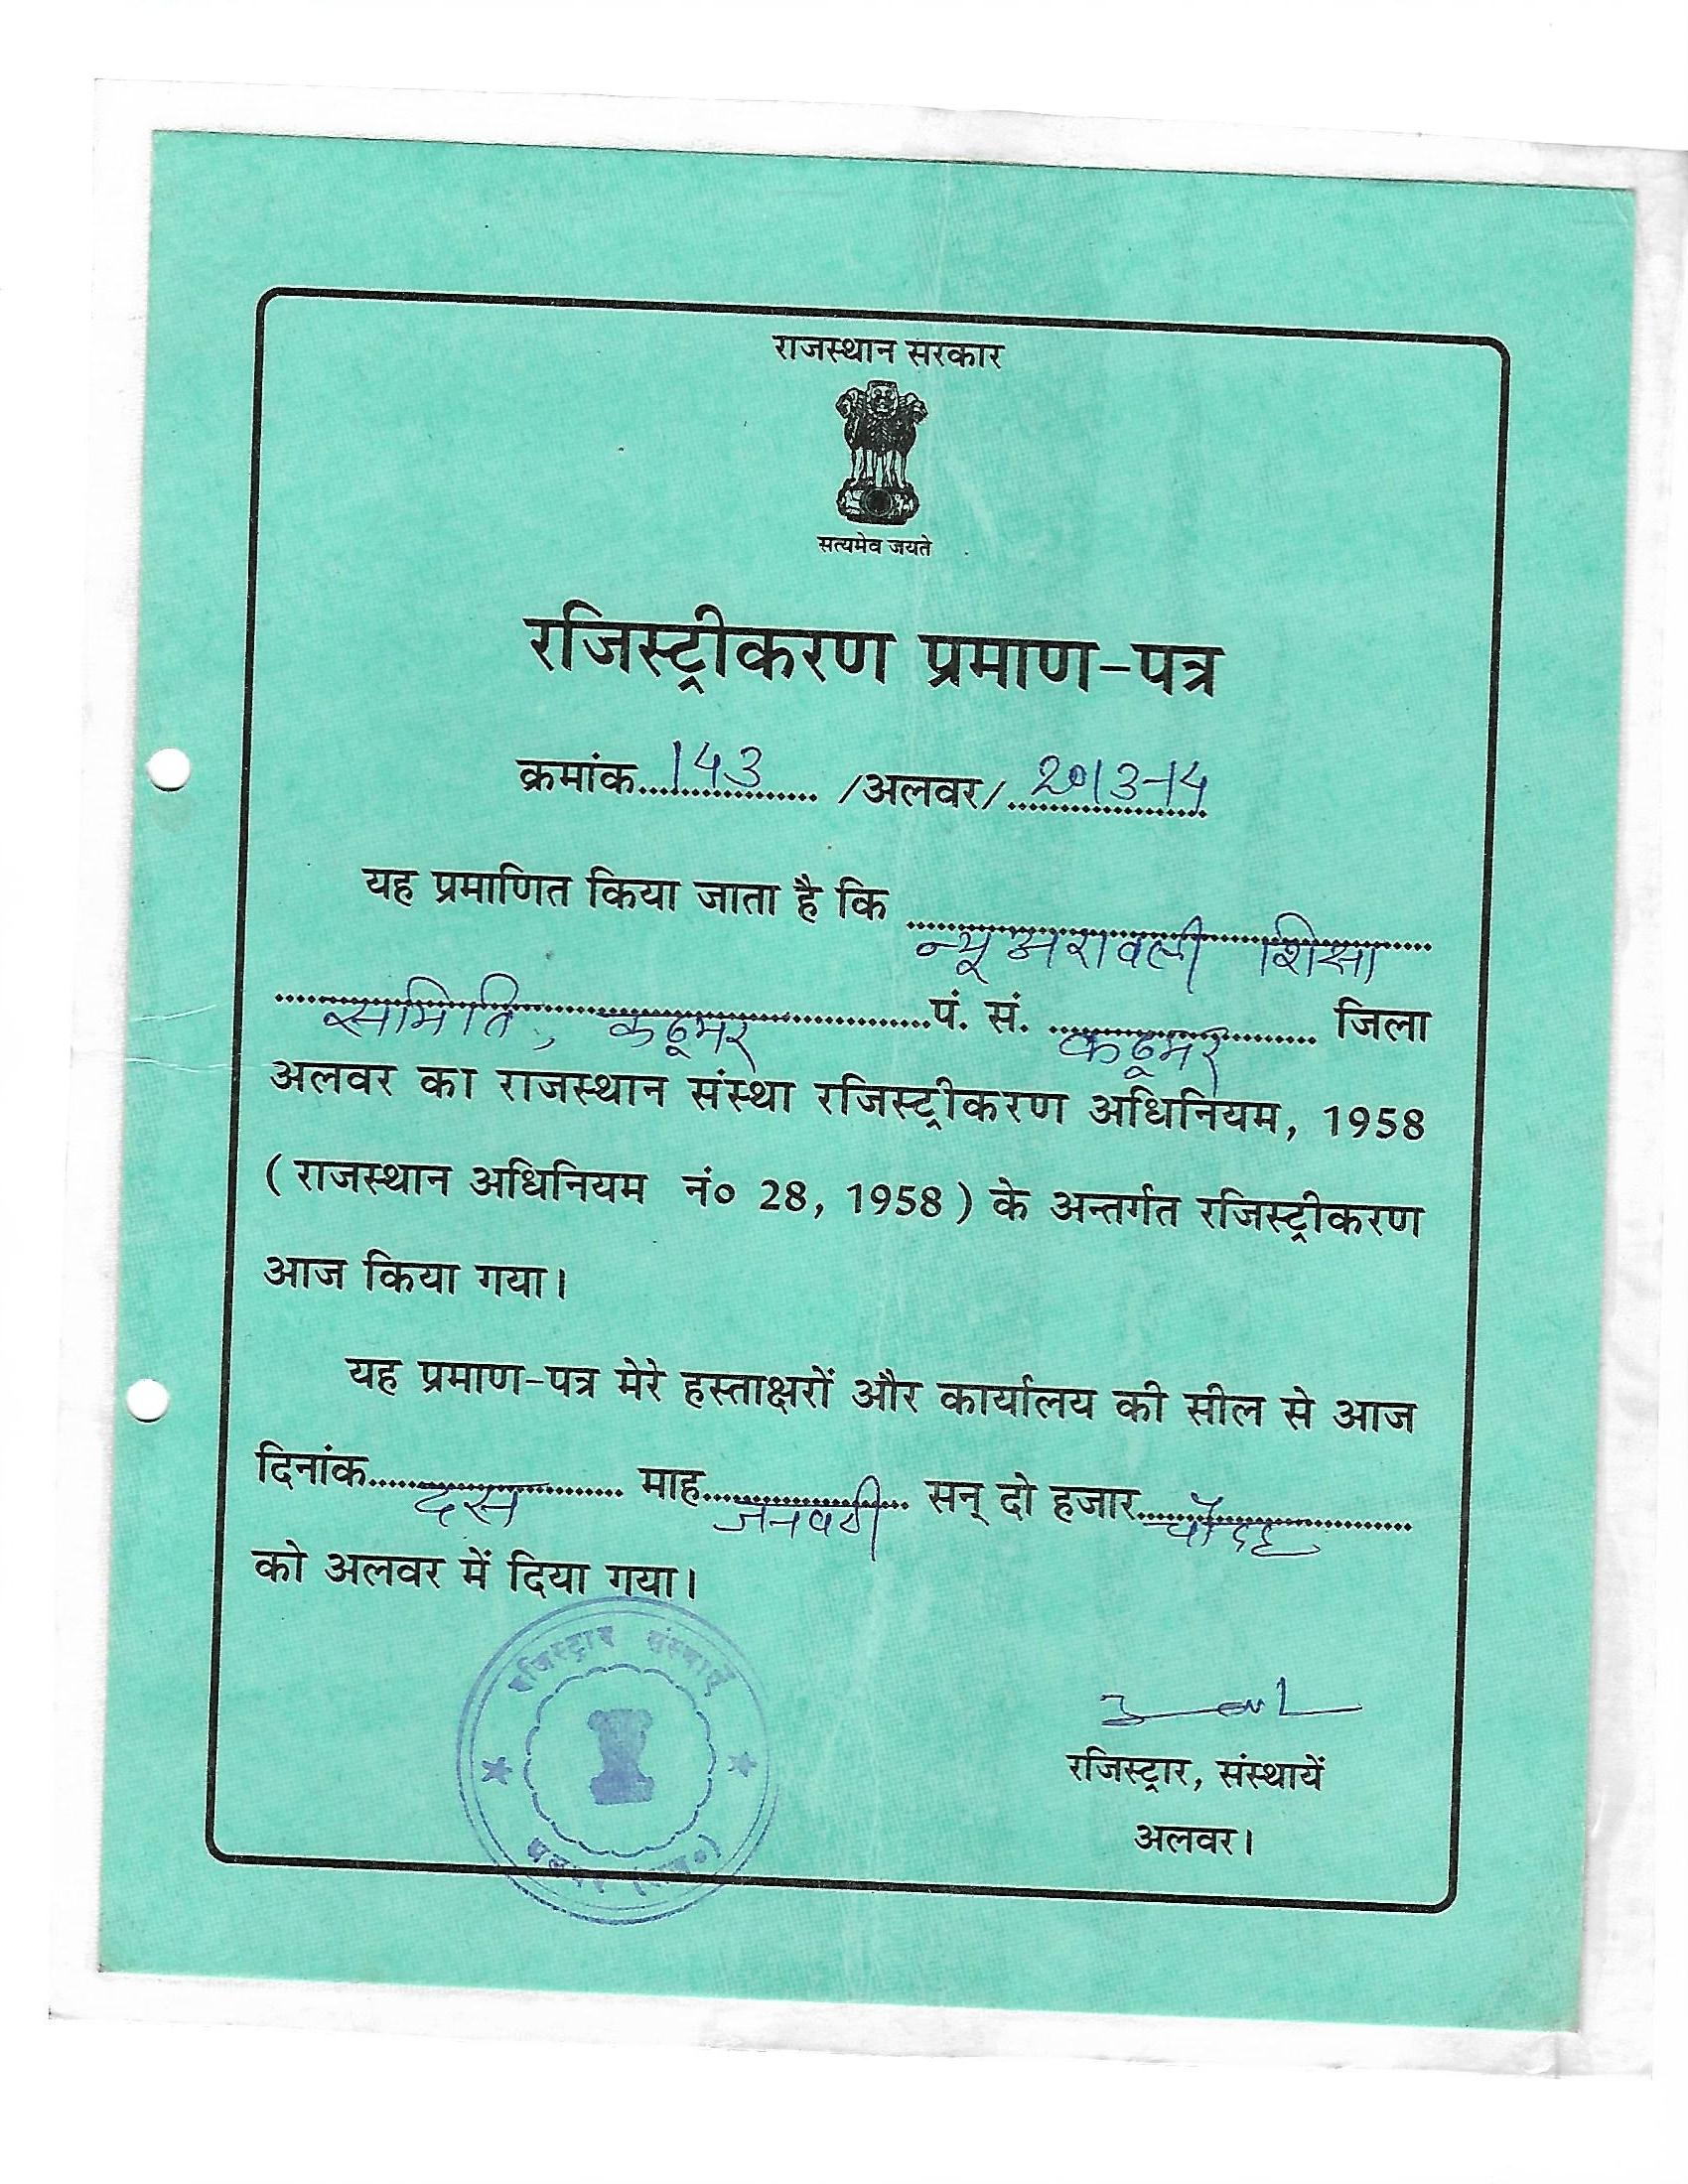 राजस्थान सरकार
सत्यमेव जयते
रजिस्ट्रीकरण प्रमाण-पत्र
क्रमांक 143 /अलवर/ 2013-14
यह प्रमाणित किया जाता है कि न्यू अरावली शिक्षा
समिति, कठूमर पं. सं. कठूमर जिला
अलवर का राजस्थान संस्था रजिस्ट्रीकरण अधिनियम, 1958
( राजस्थान अधिनियम नं० 28, 1958 ) के अन्तर्गत रजिस्ट्रीकरण
आज किया गया।
यह प्रमाण-पत्र मेरे हस्ताक्षरों और कार्यालय की सील से आज
दिनांक दस माह जनवरी सन् दो हजार चौदह
को अलवर में दिया गया।
रजिस्ट्रार संस्थाएं
अलवर (राज०)
रजिस्ट्रार, संस्थायें
अलवर।